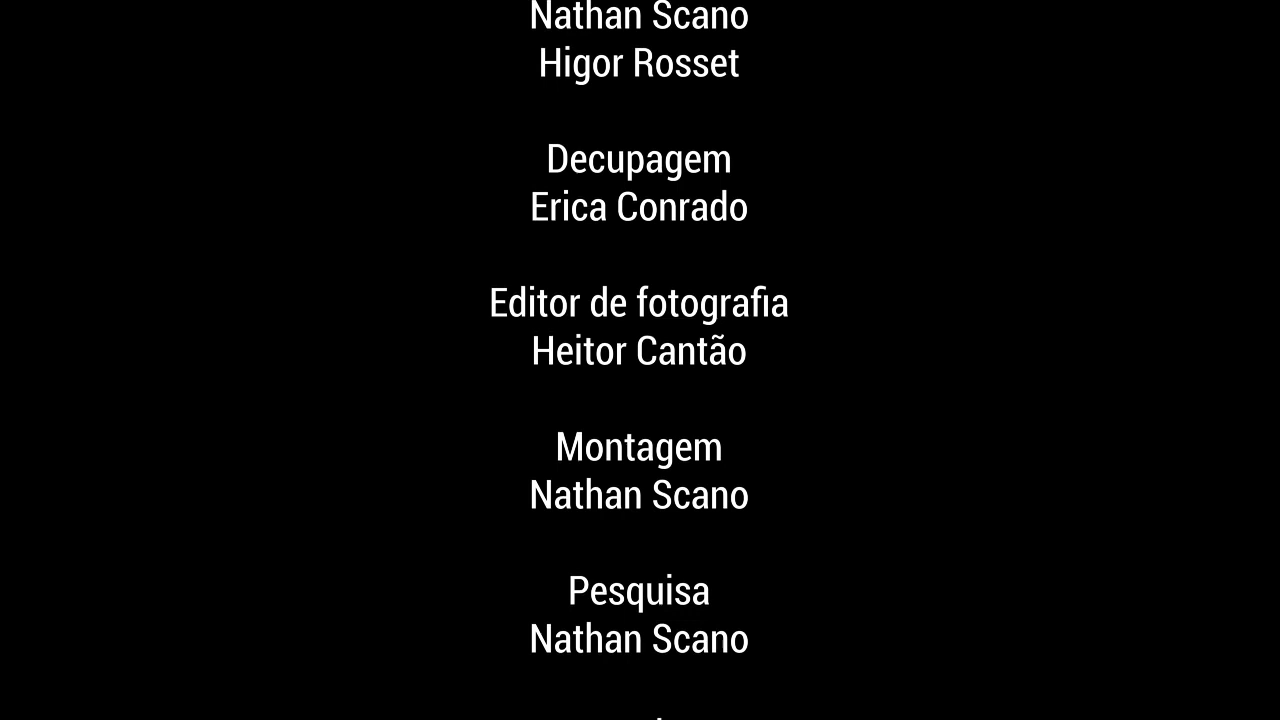 Nathan Scano
Higor Rosset
Decupagem
Erica Conrado
Editor de fotografia
Heitor Cantão
Montagem
Nathan Scano
Pesquisa
Nathan Scano